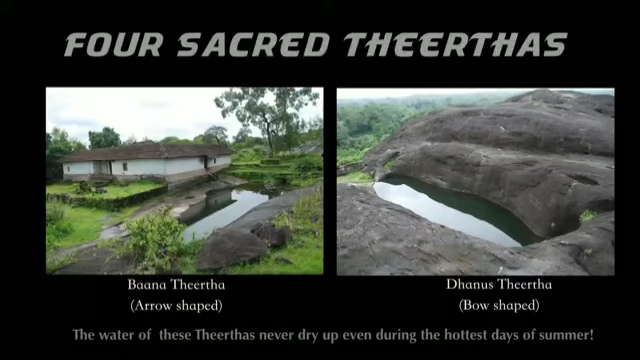 FOUR SACRED THEERTHAS
Baana Theertha
(Arrow shaped)
Dhanus Theertha
(Bow shaped)
The water of these Theerthas never dry up even during the hottest days of summer!